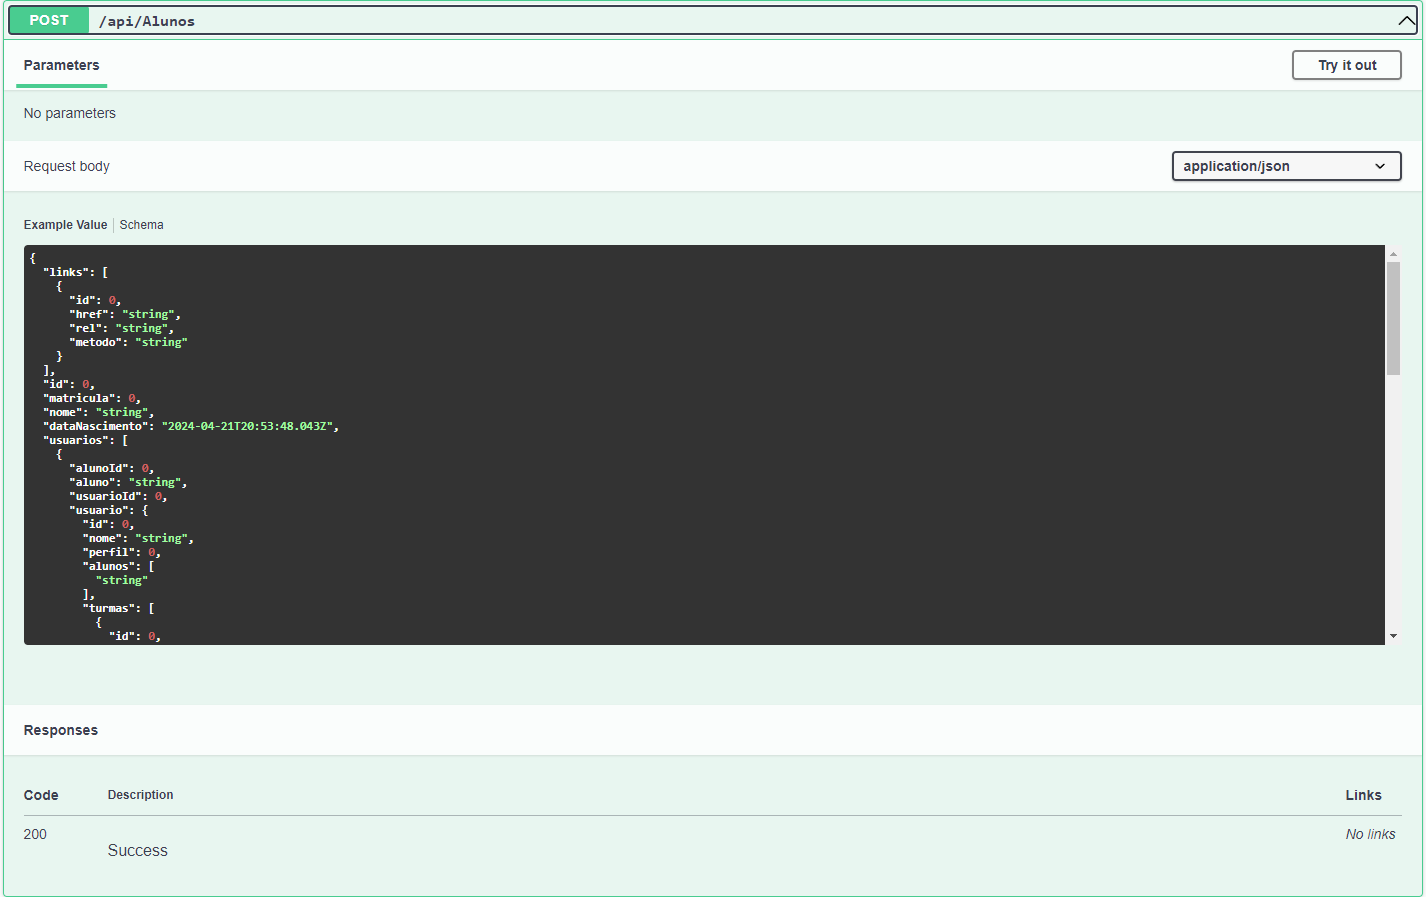 POST /api/Alunos
Parameters
Try it out
No parameters
Request body
application/json
Example Value | Schema
{
  "links": [
    {
      "id": 0,
      "href": "string",
      "rel": "string",
      "metodo": "string"
    }
  ],
  "id": 0,
  "matricula": 0,
  "nome": "string",
  "dataNascimento": "2024-04-21T20:53:48.043Z",
  "usuarios": [
    {
      "alunoId": 0,
      "aluno": "string",
      "usuarioId": 0,
      "usuario": {
        "id": 0,
        "nome": "string",
        "perfil": 0,
        "alunos": [
          "string"
        ],
        "turmas": [
          {
            "id": 0,
Responses
Code Description Links
200 No links
Success